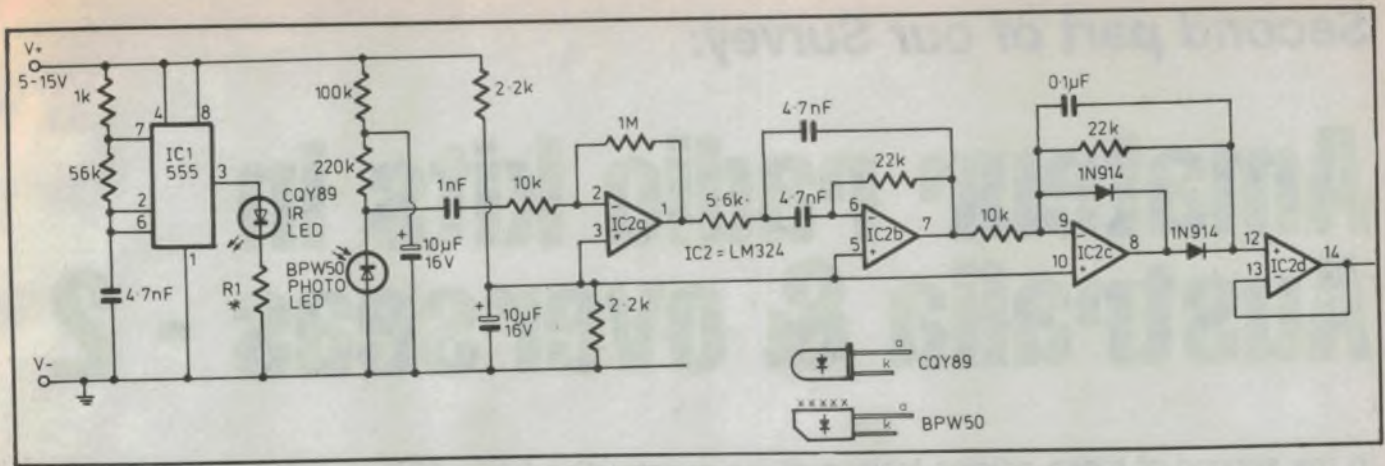 Second part of our Survey:
V+
5-15V
1k
7
56k
2
6
4·7nF
4
8
IC1
555
3
1
CQY89
IR
LED
R1
*
100k
220k
BPW50
PHOTO
LED
10µF
16V
1nF
10k
2·2k
10µF
16V
2·2k
1M
2
-
3
+
IC2a
1
5·6k
4·7nF
4·7nF
22k
6
-
5
+
IC2b
7
IC2 = LM324
10k
0·1µF
22k
1N914
9
-
10
+
IC2c
8
1N914
12
+
13
-
IC2d
14
V-
a
k
CQY89
x x x x x
a
k
BPW50